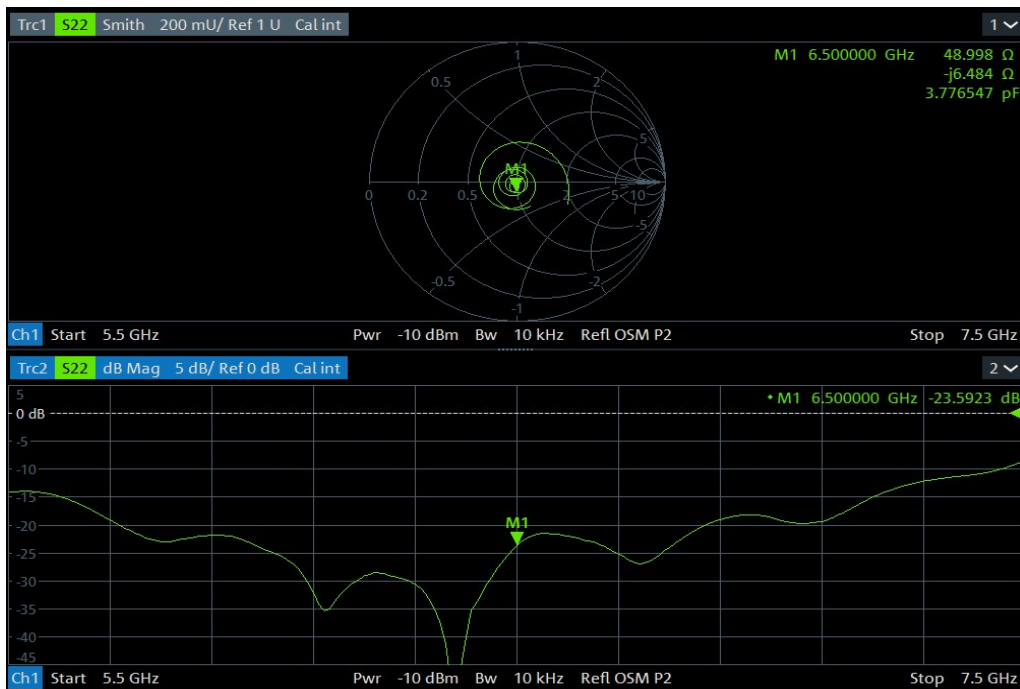 Trc1 S22 Smith 200 mU/ Ref 1 U Cal int 1
M1 6.500000 GHz 48.998 Ω
-j6.484 Ω
3.776547 pF
1
0.5 2
5
M1
0 0.2 0.5 1 2 5 10
-5
-0.5 -2
-1
Ch1 Start 5.5 GHz Pwr -10 dBm Bw 10 kHz Refl OSM P2 Stop 7.5 GHz
Trc2 S22 dB Mag 5 dB/ Ref 0 dB Cal int 2
5
• M1 6.500000 GHz -23.5923 dB
0 dB
-5
-10
-15
-20
M1
-25
-30
-35
-40
-45
Ch1 Start 5.5 GHz Pwr -10 dBm Bw 10 kHz Refl OSM P2 Stop 7.5 GHz